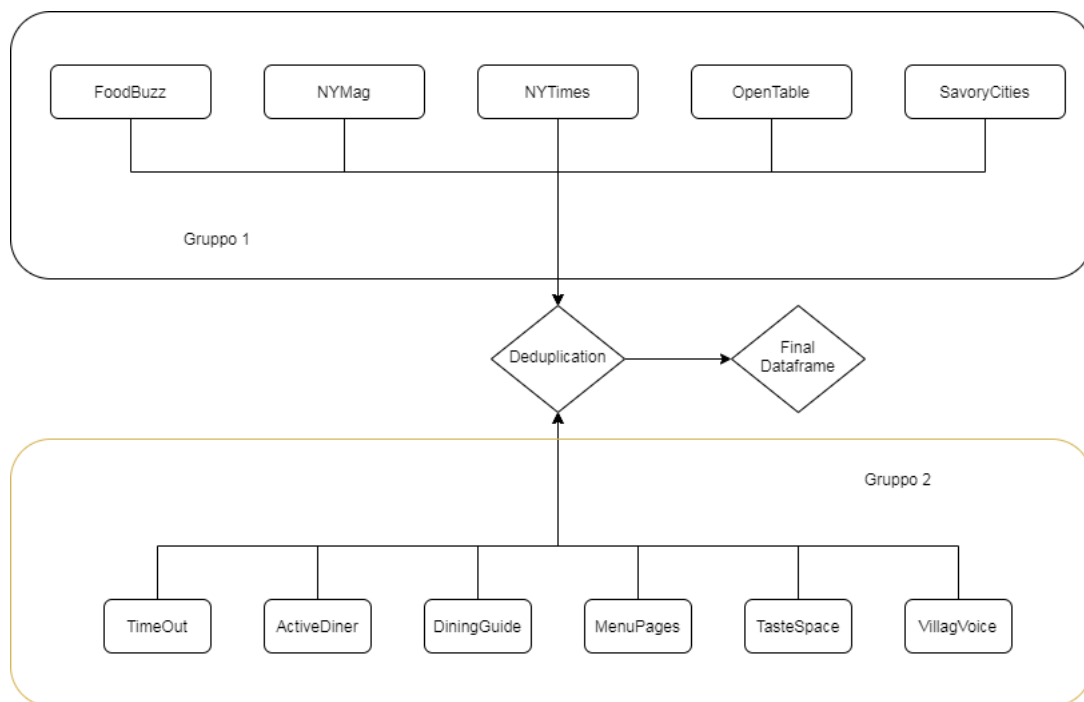 FoodBuzz
NYMag
NYTimes
OpenTable
SavoryCities
Gruppo 1
Deduplication
Final
Dataframe
Gruppo 2
TimeOut
ActiveDiner
DiningGuide
MenuPages
TasteSpace
VillagVoice